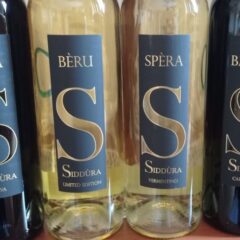 BÈRU
S
SIDDÙRA
LIMITED EDITION
SPÈRA
S
SIDDÙRA
VERMENTINO